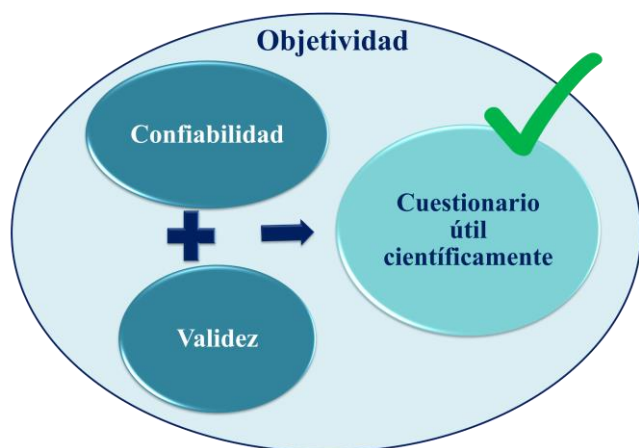 Objetividad
Confiabilidad
Validez
Cuestionario
útil
científicamente